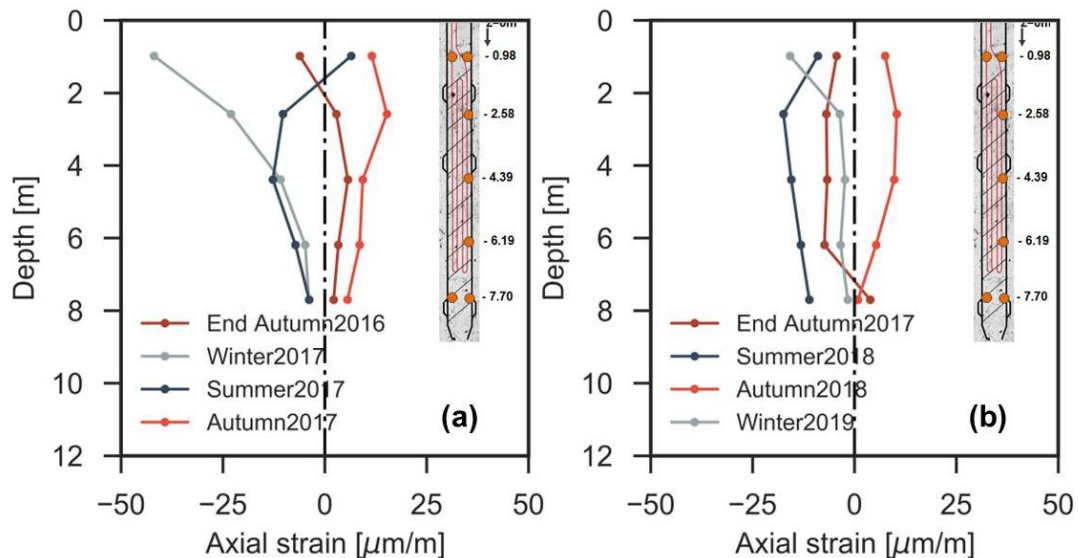 0
2
4
6
8
10
12
Depth [m]
−50
−25
0
25
50
Axial strain [µm/m]
End Autumn2016
Winter2017
Summer2017
Autumn2017
(a)
- 0.98
- 2.58
- 4.39
- 6.19
- 7.70
0
2
4
6
8
10
12
Depth [m]
−50
−25
0
25
50
Axial strain [µm/m]
End Autumn2017
Summer2018
Autumn2018
Winter2019
(b)
- 0.98
- 2.58
- 4.39
- 6.19
- 7.70